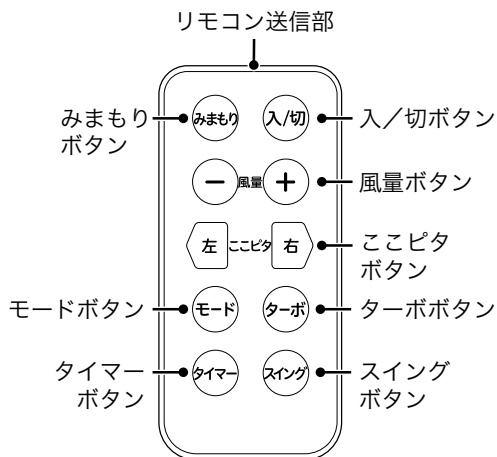 リモコン送信部
みまもり
ボタン
みまもり
入/切
入／切ボタン
－
風量
＋
風量ボタン
左
ここピタ
右
ここピタ
ボタン
モードボタン
モード
ターボ
ターボボタン
タイマー
ボタン
タイマー
スイング
スイング
ボタン